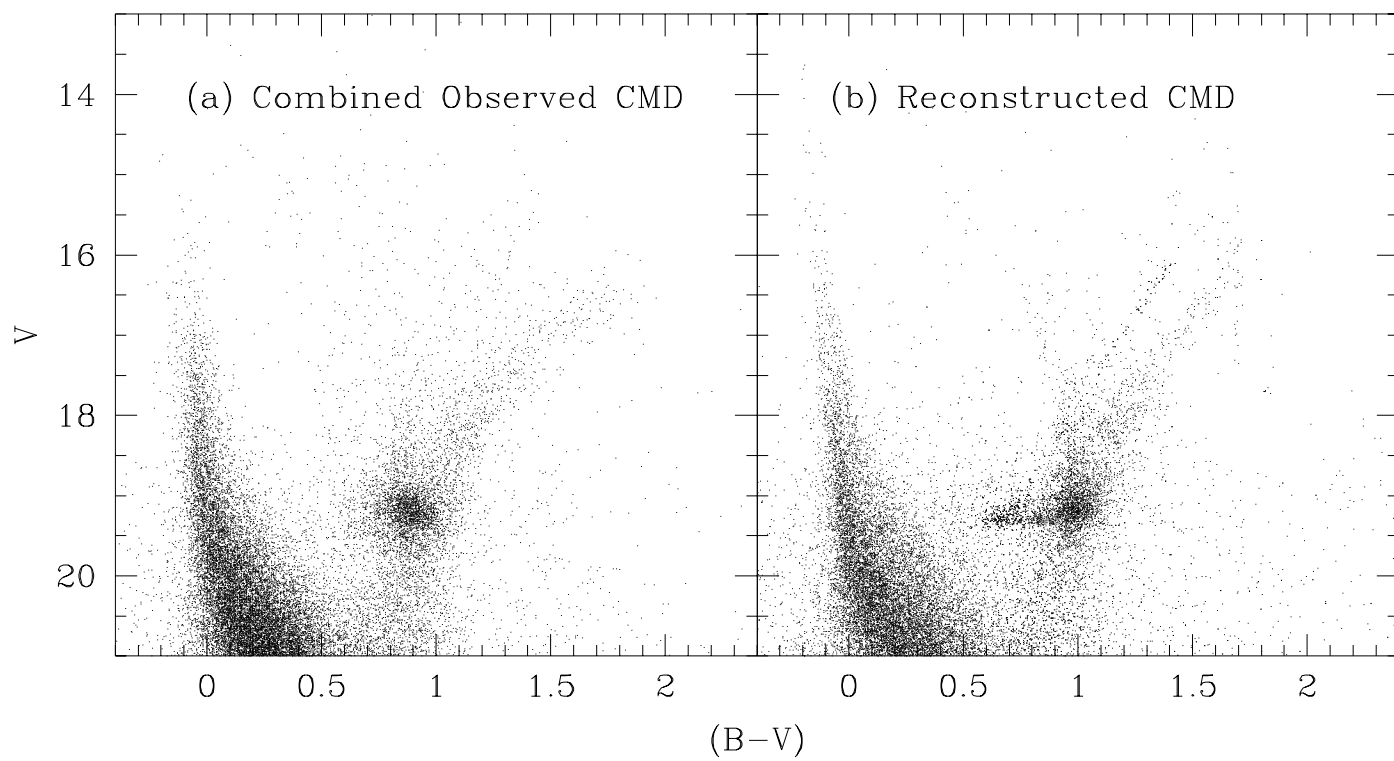 (a) Combined Observed CMD
(b) Reconstructed CMD
14
16
V
18
20
0 0.5 1 1.5 2
0 0.5 1 1.5 2
(B−V)